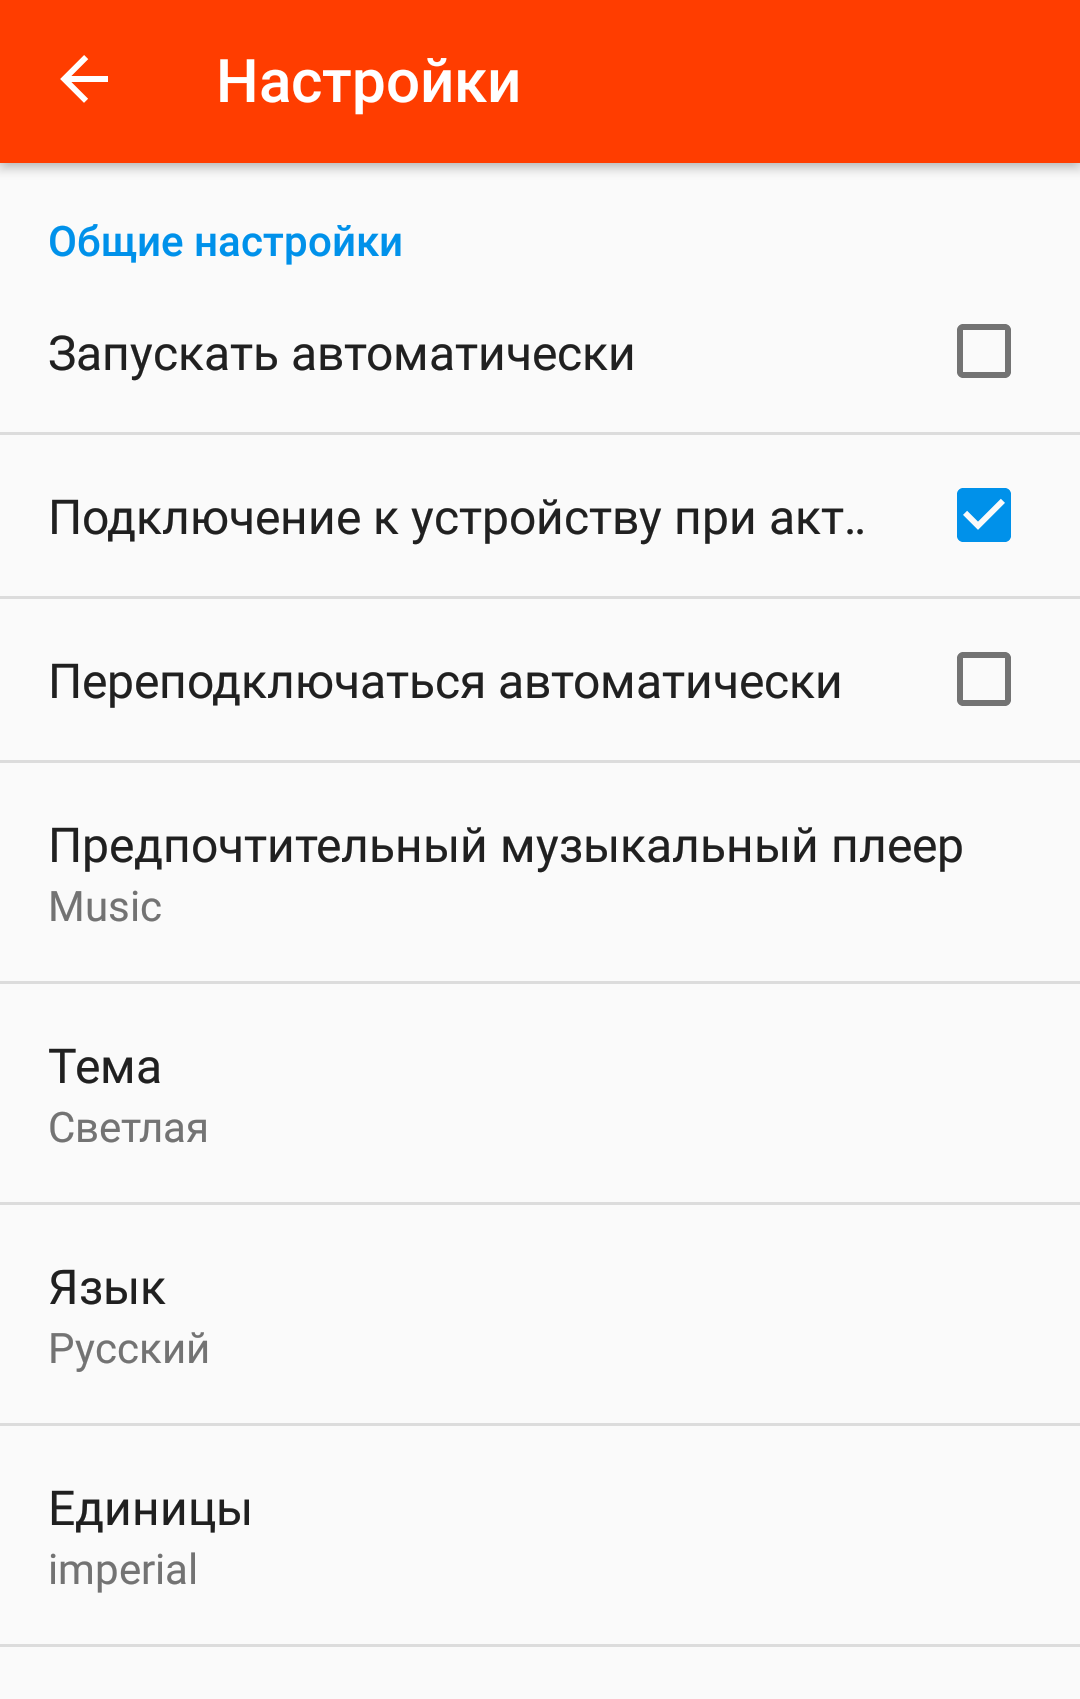 Настройки
Общие настройки
Запускать автоматически
Подключение к устройству при акт..
Переподключаться автоматически
Предпочтительный музыкальный плеер
Music
Тема
Светлая
Язык
Русский
Единицы
imperial